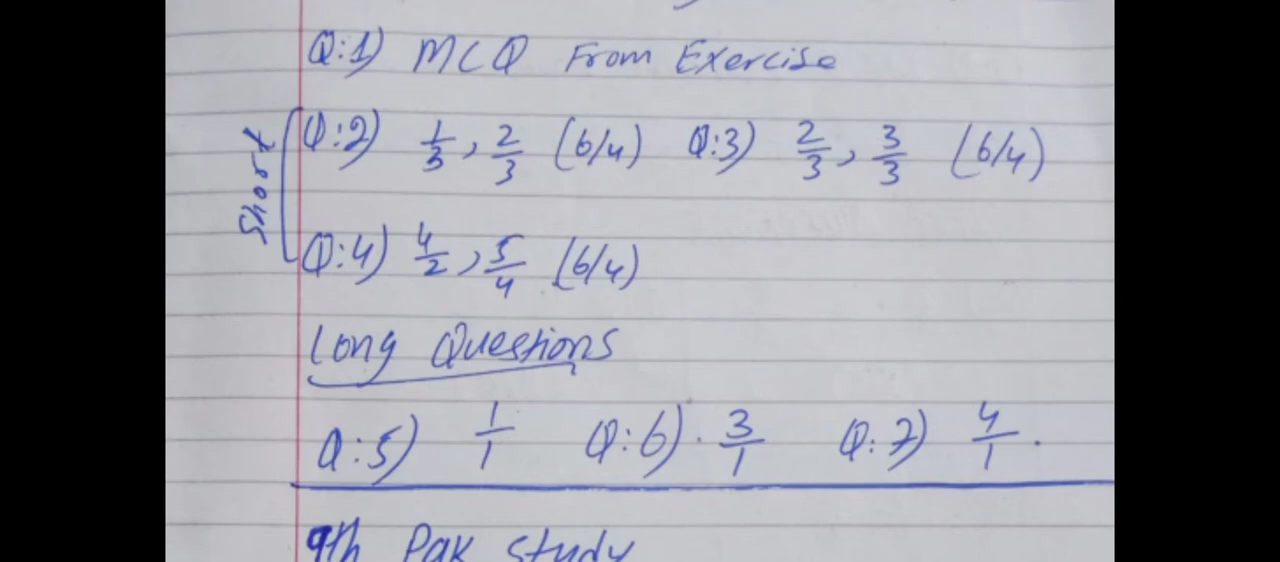 Q:1) MCQ From Exercise
Short
Q:2) 1/3, 2/3 (6/4) Q:3) 2/3, 3/3 (6/4)
Q:4) 4/2, 5/4 (6/4)
Long Questions
Q:5) 1/1 Q:6). 3/1 Q:7) 4/1.
9th Pak Study